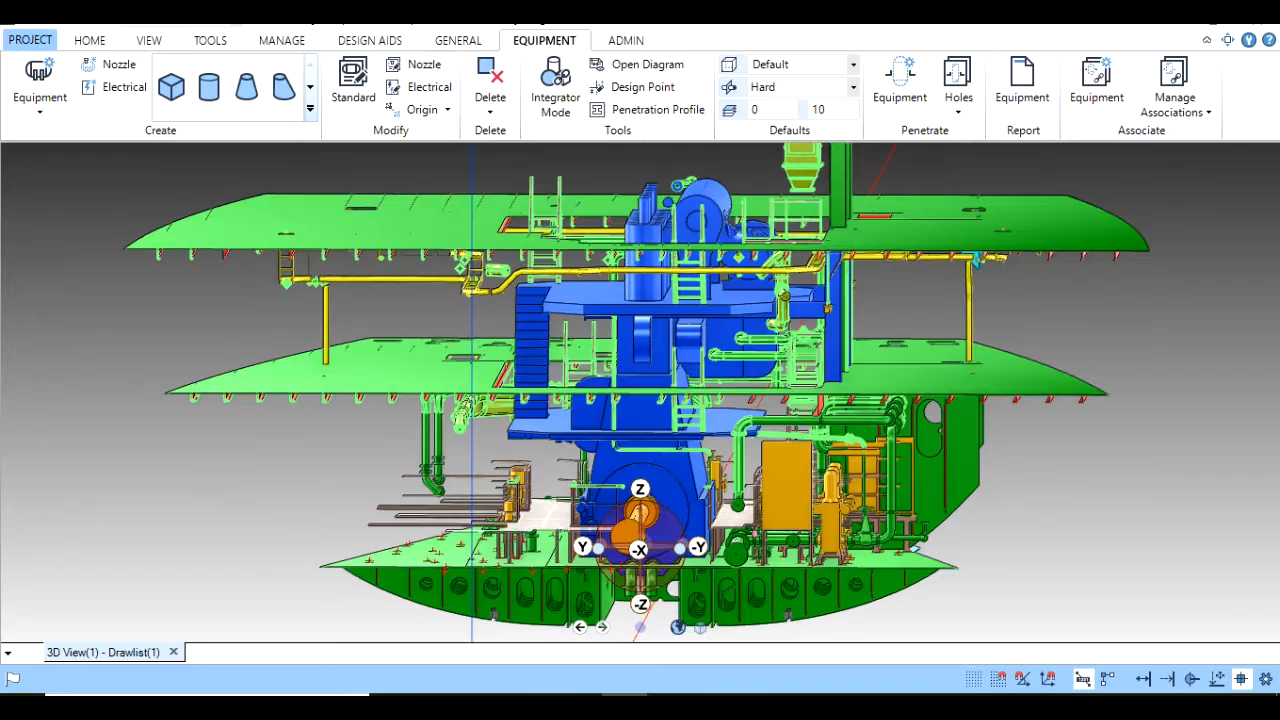 PROJECT HOME VIEW TOOLS MANAGE DESIGN AIDS GENERAL EQUIPMENT ADMIN
Equipment
Nozzle
Electrical
Create
Standard
Nozzle
Electrical
Origin
Modify
Delete
Delete
Integrator
Mode
Open Diagram
Design Point
Penetration Profile
Tools
Default
Hard
0 10
Defaults
Equipment
Holes
Penetrate
Equipment
Report
Equipment
Manage
Associations
Associate
Z
Y -X -Y
-Z
3D View(1) - Drawlist(1)